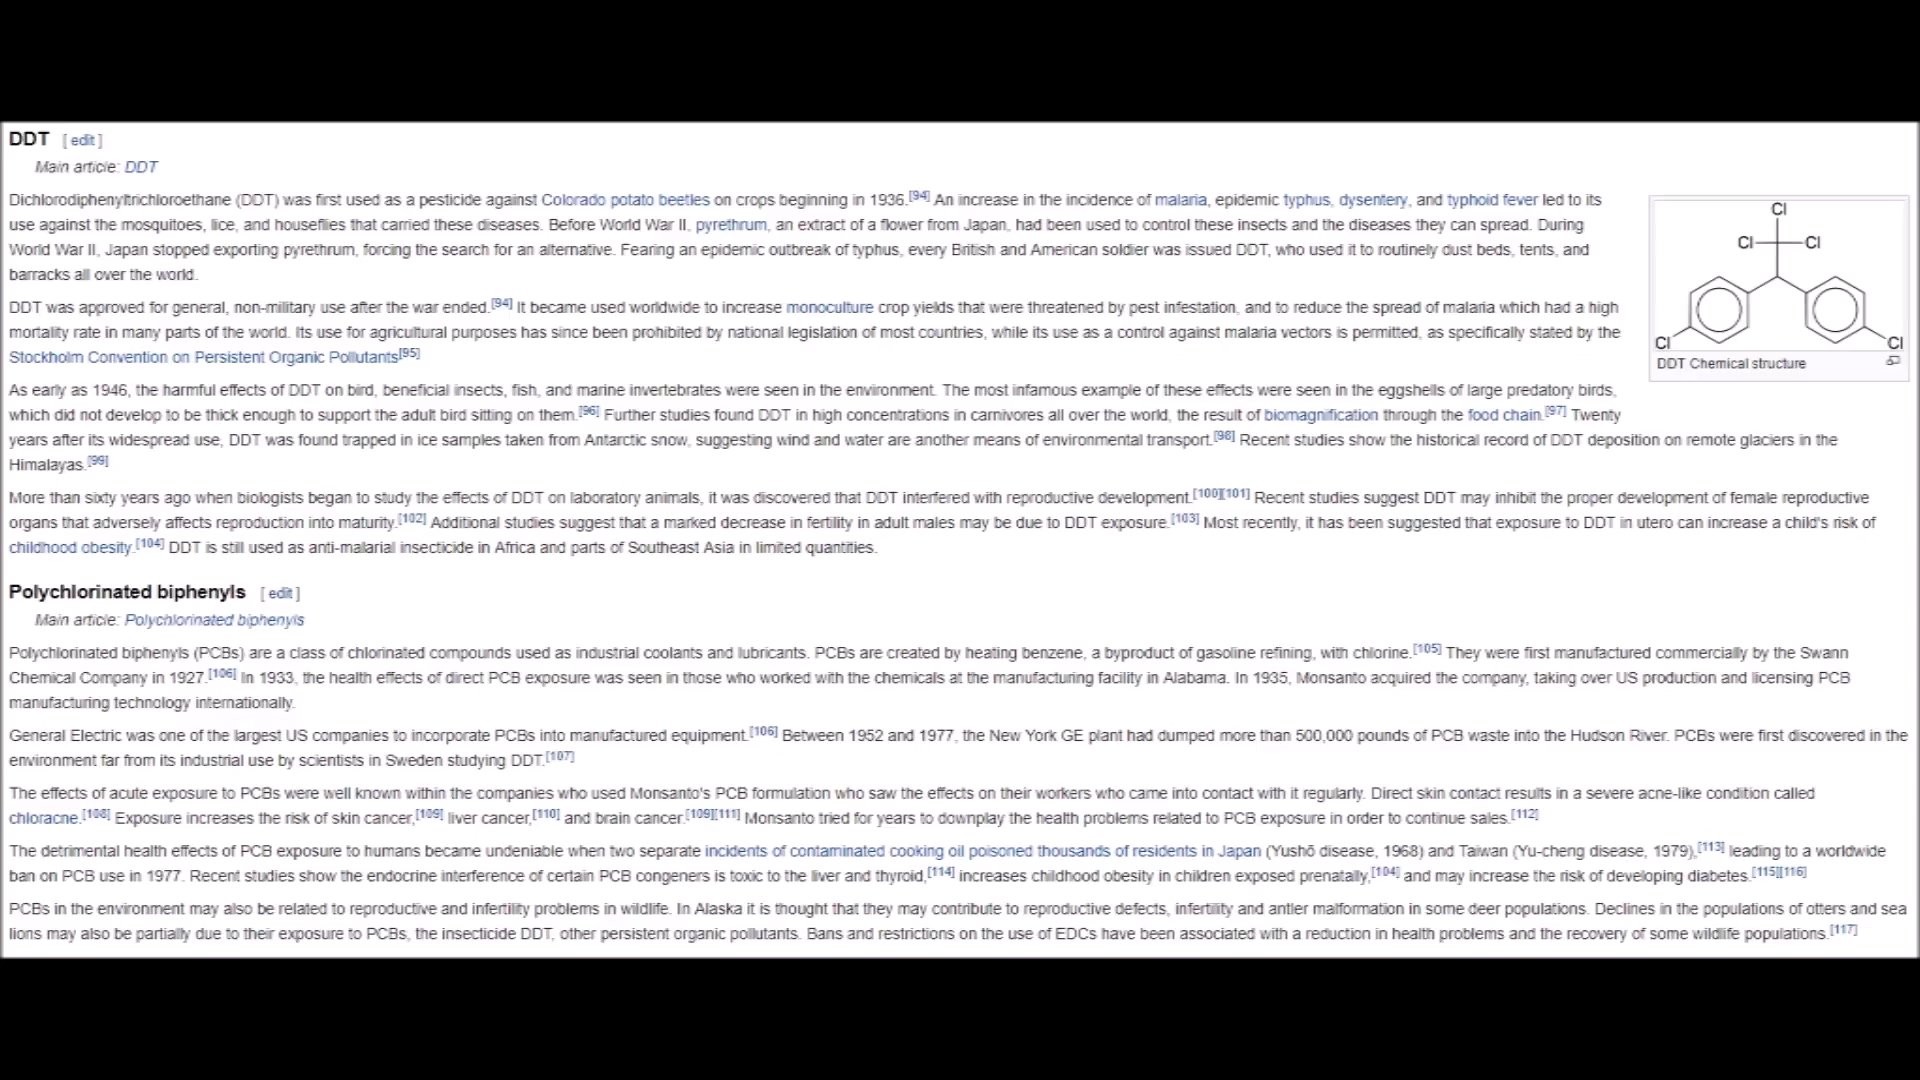 DDT [ edit ]
Main article: DDT
Dichlorodiphenyltrichloroethane (DDT) was first used as a pesticide against Colorado potato beetles on crops beginning in 1936.[94] An increase in the incidence of malaria, epidemic typhus, dysentery, and typhoid fever led to its
use against the mosquitoes, lice, and houseflies that carried these diseases. Before World War II, pyrethrum, an extract of a flower from Japan, had been used to control these insects and the diseases they can spread. During
World War II, Japan stopped exporting pyrethrum, forcing the search for an alternative. Fearing an epidemic outbreak of typhus, every British and American soldier was issued DDT, who used it to routinely dust beds, tents, and
barracks all over the world.
Cl
Cl
Cl
Cl
Cl
DDT Chemical structure
DDT was approved for general, non-military use after the war ended.[94] It became used worldwide to increase monoculture crop yields that were threatened by pest infestation, and to reduce the spread of malaria which had a high
mortality rate in many parts of the world. Its use for agricultural purposes has since been prohibited by national legislation of most countries, while its use as a control against malaria vectors is permitted, as specifically stated by the
Stockholm Convention on Persistent Organic Pollutants[95]
As early as 1946, the harmful effects of DDT on bird, beneficial insects, fish, and marine invertebrates were seen in the environment. The most infamous example of these effects were seen in the eggshells of large predatory birds,
which did not develop to be thick enough to support the adult bird sitting on them.[96] Further studies found DDT in high concentrations in carnivores all over the world, the result of biomagnification through the food chain.[97] Twenty
years after its widespread use, DDT was found trapped in ice samples taken from Antarctic snow, suggesting wind and water are another means of environmental transport.[98] Recent studies show the historical record of DDT deposition on remote glaciers in the
Himalayas.[99]
More than sixty years ago when biologists began to study the effects of DDT on laboratory animals, it was discovered that DDT interfered with reproductive development.[100][101] Recent studies suggest DDT may inhibit the proper development of female reproductive
organs that adversely affects reproduction into maturity.[102] Additional studies suggest that a marked decrease in fertility in adult males may be due to DDT exposure.[103] Most recently, it has been suggested that exposure to DDT in utero can increase a child's risk of
childhood obesity.[104] DDT is still used as anti-malarial insecticide in Africa and parts of Southeast Asia in limited quantities.
Polychlorinated biphenyls [ edit ]
Main article: Polychlorinated biphenyls
Polychlorinated biphenyls (PCBs) are a class of chlorinated compounds used as industrial coolants and lubricants. PCBs are created by heating benzene, a byproduct of gasoline refining, with chlorine.[105] They were first manufactured commercially by the Swann
Chemical Company in 1927.[106] In 1933, the health effects of direct PCB exposure was seen in those who worked with the chemicals at the manufacturing facility in Alabama. In 1935, Monsanto acquired the company, taking over US production and licensing PCB
manufacturing technology internationally.
General Electric was one of the largest US companies to incorporate PCBs into manufactured equipment.[106] Between 1952 and 1977, the New York GE plant had dumped more than 500,000 pounds of PCB waste into the Hudson River. PCBs were first discovered in the
environment far from its industrial use by scientists in Sweden studying DDT.[107]
The effects of acute exposure to PCBs were well known within the companies who used Monsanto's PCB formulation who saw the effects on their workers who came into contact with it regularly. Direct skin contact results in a severe acne-like condition called
chloracne.[108] Exposure increases the risk of skin cancer,[109] liver cancer,[110] and brain cancer.[109][111] Monsanto tried for years to downplay the health problems related to PCB exposure in order to continue sales.[112]
The detrimental health effects of PCB exposure to humans became undeniable when two separate incidents of contaminated cooking oil poisoned thousands of residents in Japan (Yushō disease, 1968) and Taiwan (Yu-cheng disease, 1979),[113] leading to a worldwide
ban on PCB use in 1977. Recent studies show the endocrine interference of certain PCB congeners is toxic to the liver and thyroid,[114] increases childhood obesity in children exposed prenatally,[104] and may increase the risk of developing diabetes.[115][116]
PCBs in the environment may also be related to reproductive and infertility problems in wildlife. In Alaska it is thought that they may contribute to reproductive defects, infertility and antler malformation in some deer populations. Declines in the populations of otters and sea
lions may also be partially due to their exposure to PCBs, the insecticide DDT, other persistent organic pollutants. Bans and restrictions on the use of EDCs have been associated with a reduction in health problems and the recovery of some wildlife populations.[117]